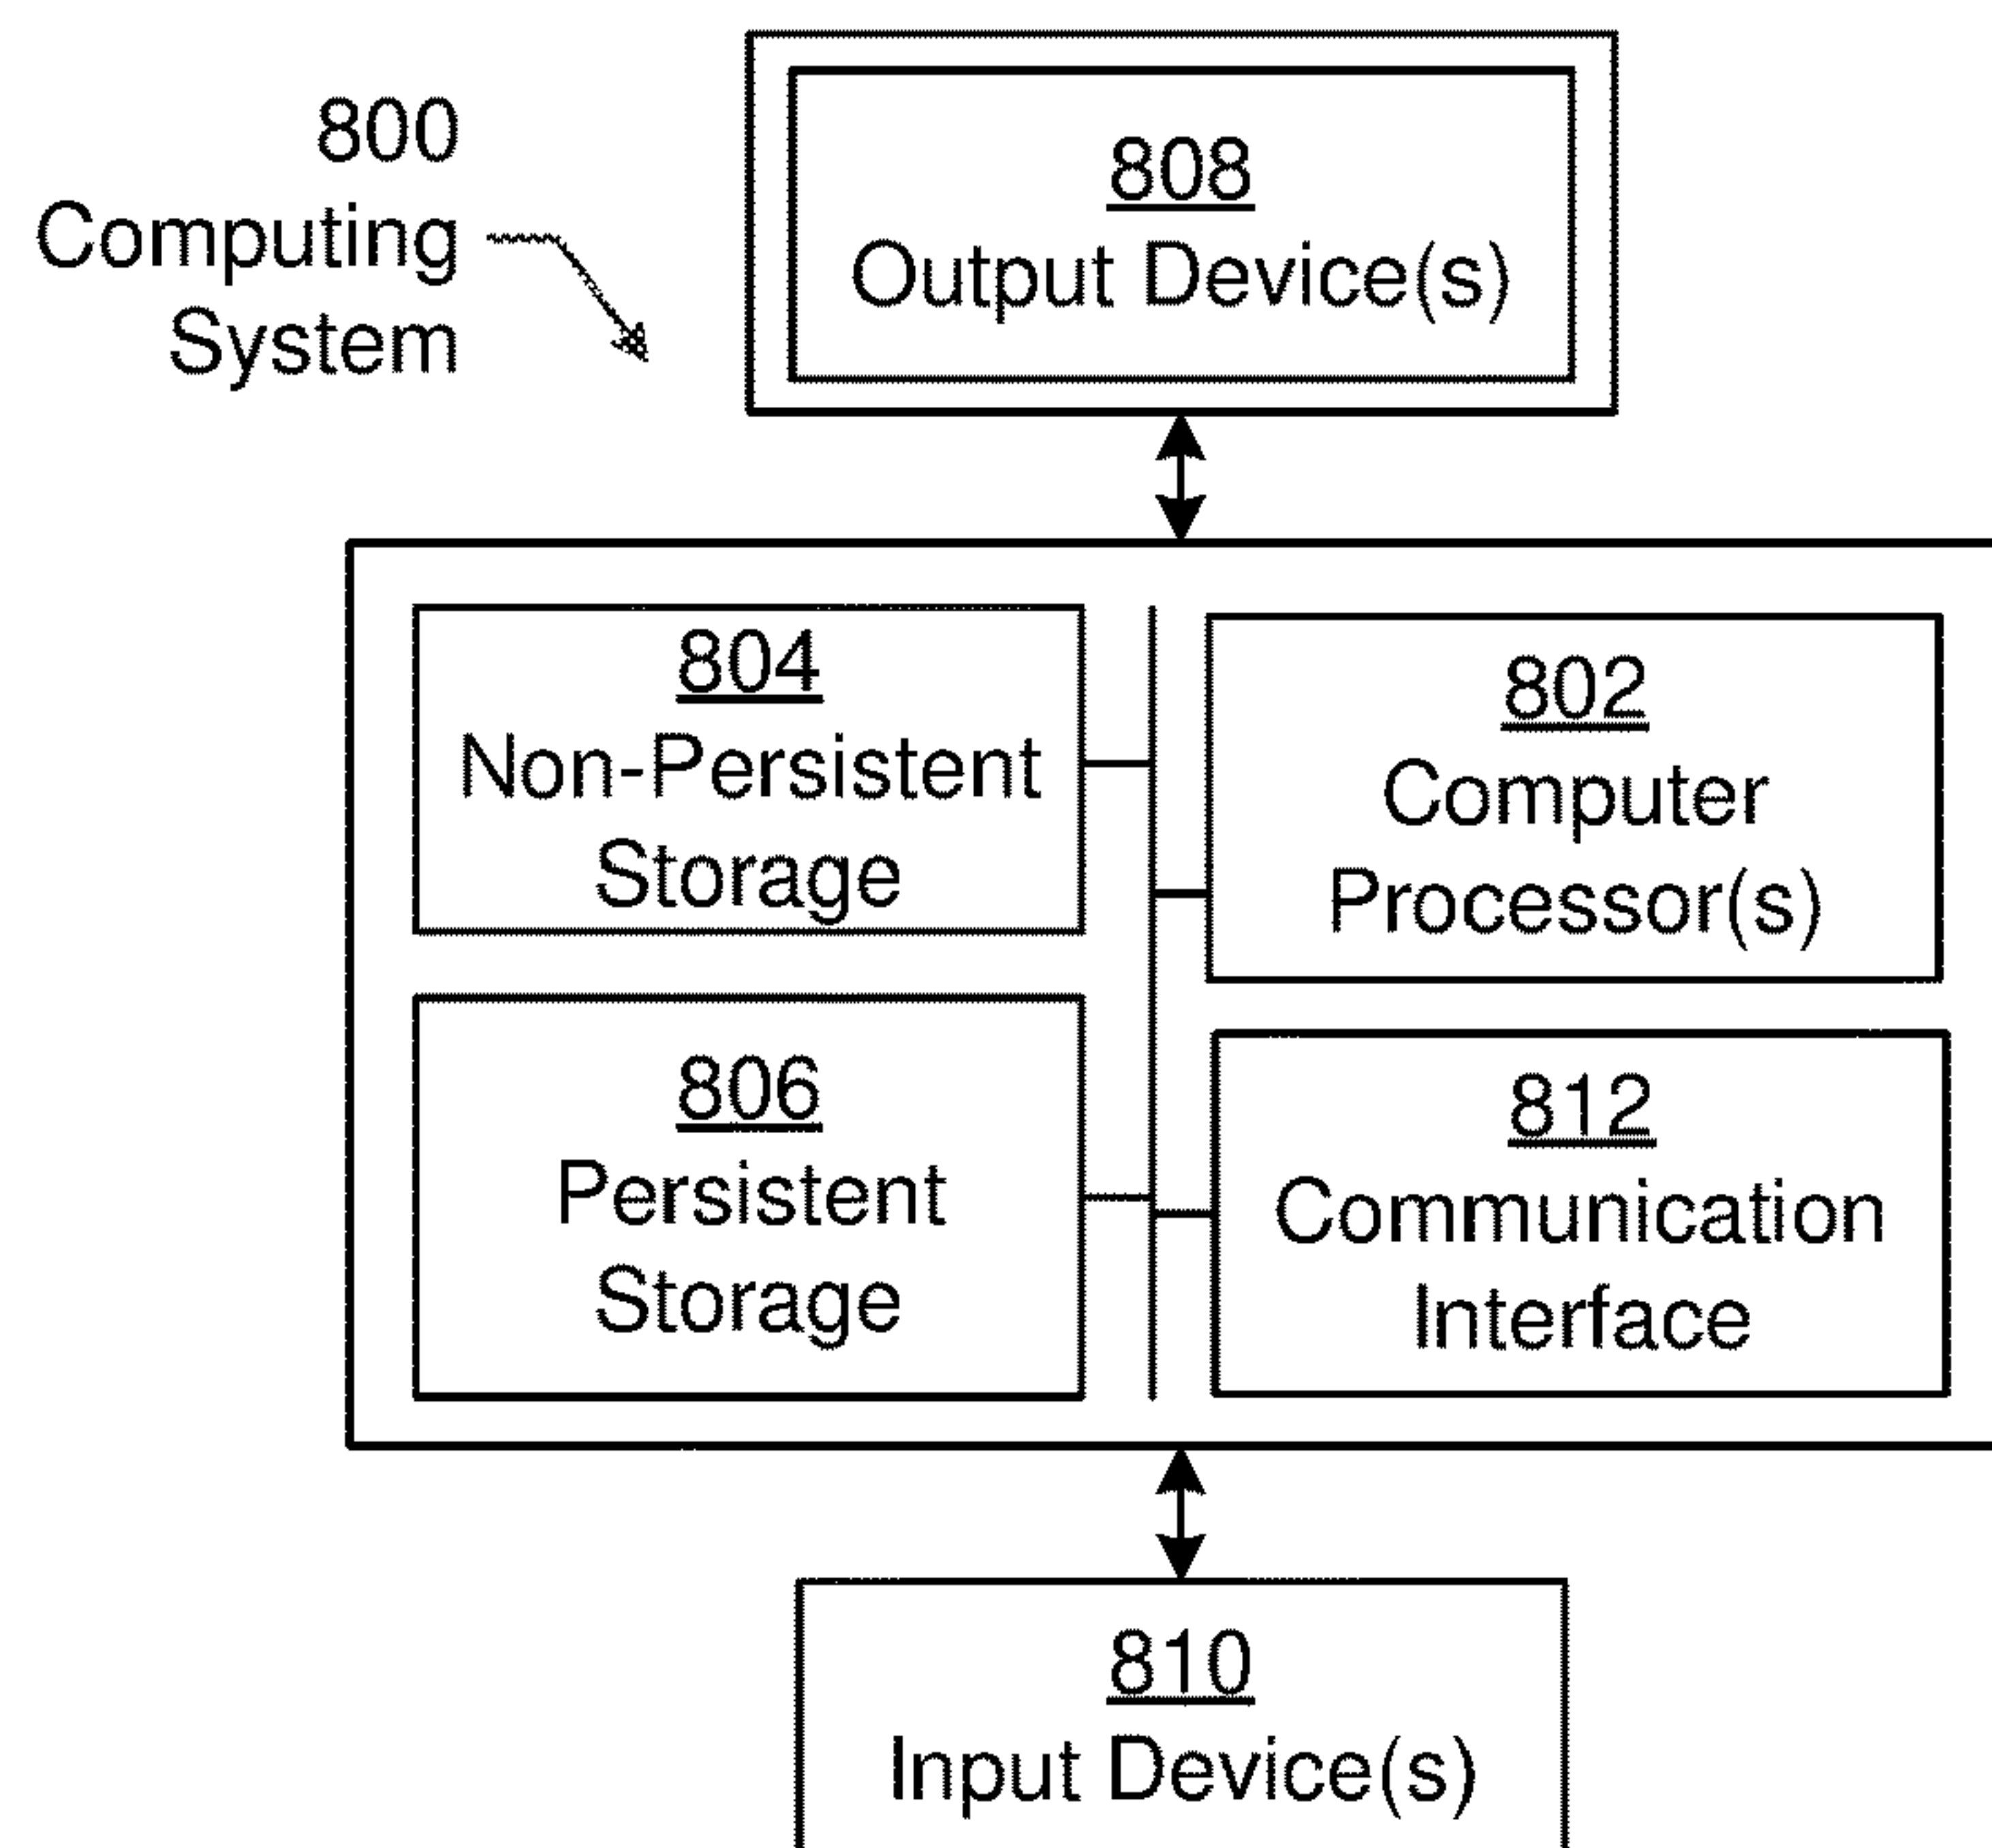 800
Computing
System
808
Output Device(s)
804
Non-Persistent
Storage
802
Computer
Processor(s)
806
Persistent
Storage
812
Communication
Interface
810
Input Device(s)